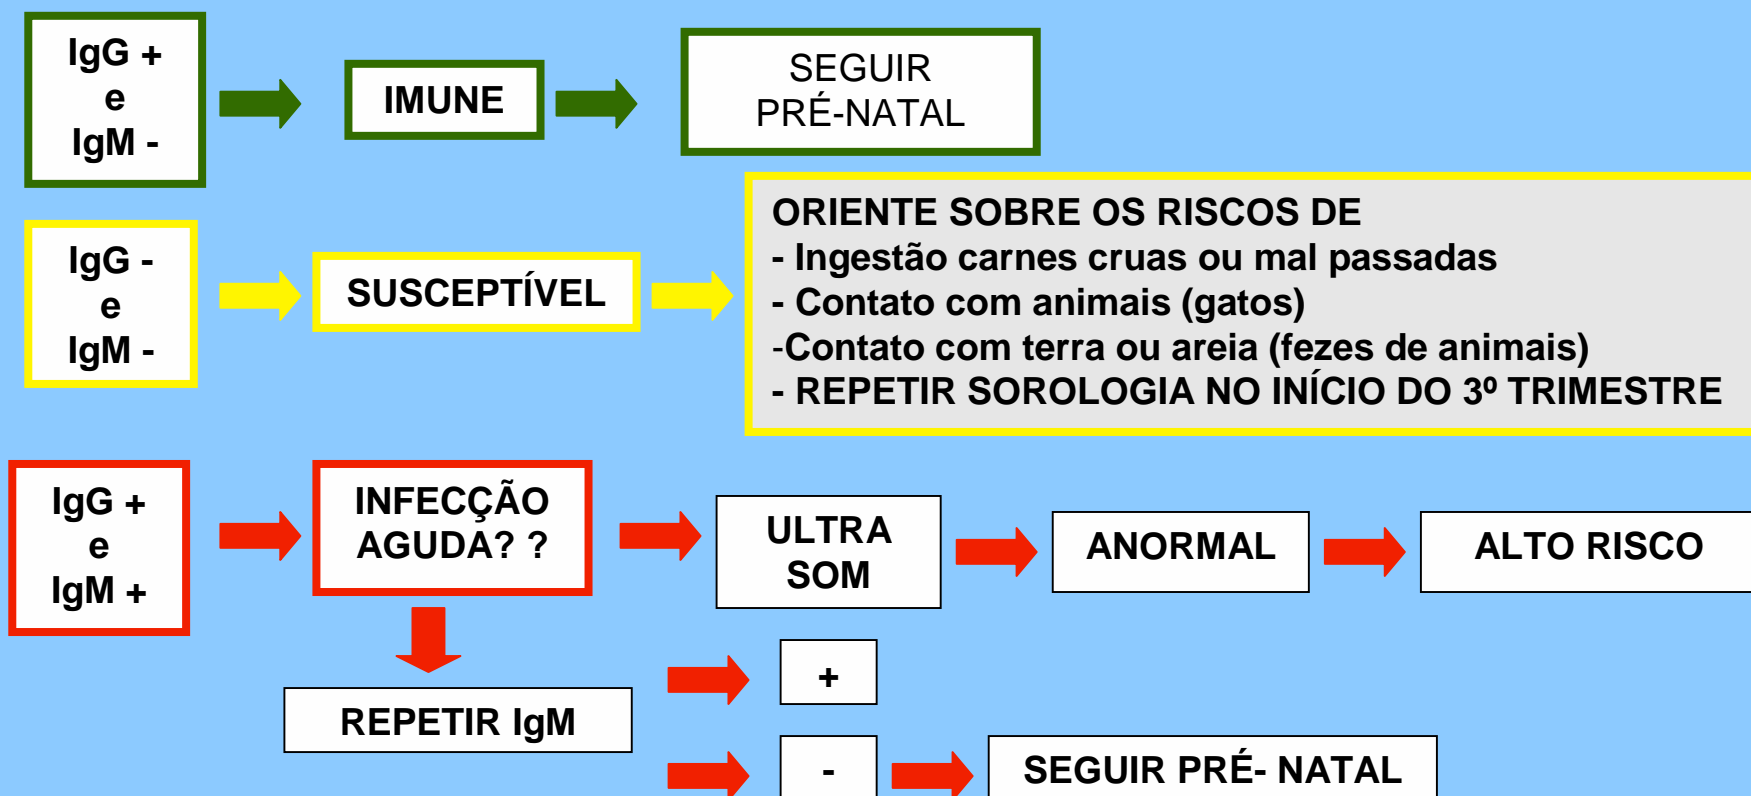 IgG +
e
IgM -
IMUNE
SEGUIR
PRÉ-NATAL
IgG -
e
IgM -
SUSCEPTÍVEL
ORIENTE SOBRE OS RISCOS DE
- Ingestão carnes cruas ou mal passadas
- Contato com animais (gatos)
-Contato com terra ou areia (fezes de animais)
- REPETIR SOROLOGIA NO INÍCIO DO 3º TRIMESTRE
IgG +
e
IgM +
INFECÇÃO
AGUDA? ?
ULTRA
SOM
ANORMAL
ALTO RISCO
REPETIR IgM
+
-
SEGUIR PRÉ- NATAL